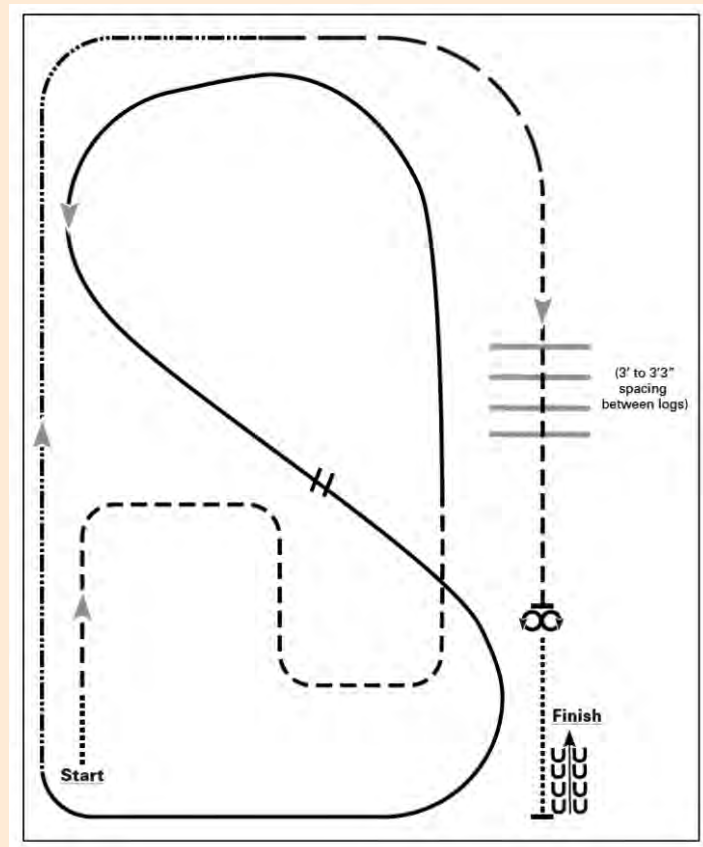 (3' to 3'3"
spacing
between logs)
Finish
Start